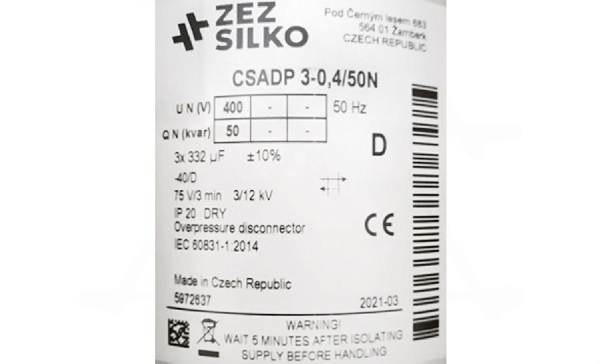 ZEZ
SILKO
Pod Černým lesem 683
564 01 Žamberk
CZECH REPUBLIC
CSADP 3-0,4/50N
U N (V) 400 - - 50 Hz
Q N (kvar) 50 - -
D
3x 332 µF ±10%
-40/D
75 V/3 min 3/12 kV
IP 20 DRY
Overpressure disconnector
IEC 60831-1:2014
CE
Made in Czech Republic
5972637 2021-03
WARNING!
WAIT 5 MINUTES AFTER ISOLATING
SUPPLY BEFORE HANDLING